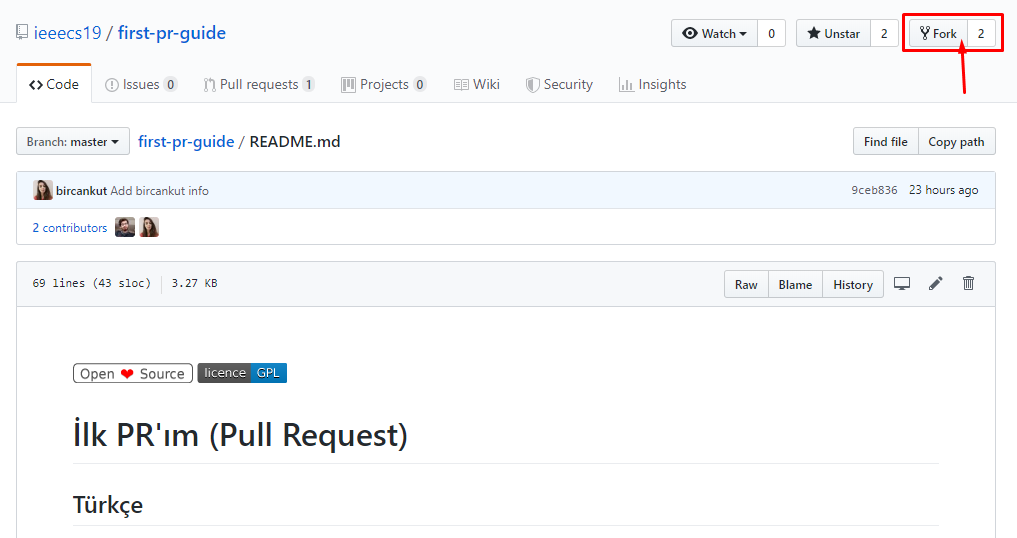 ieeecs19 / first-pr-guide
Watch 0 Unstar 2 Fork 2
Code Issues 0 Pull requests 1 Projects 0 Wiki Security Insights
Branch: master first-pr-guide / README.md Find file Copy path
bircankut Add bircankut info 9ceb836 23 hours ago
2 contributors
69 lines (43 sloc) 3.27 KB Raw Blame History
Open ❤ Source licence GPL
İlk PR'ım (Pull Request)
Türkçe